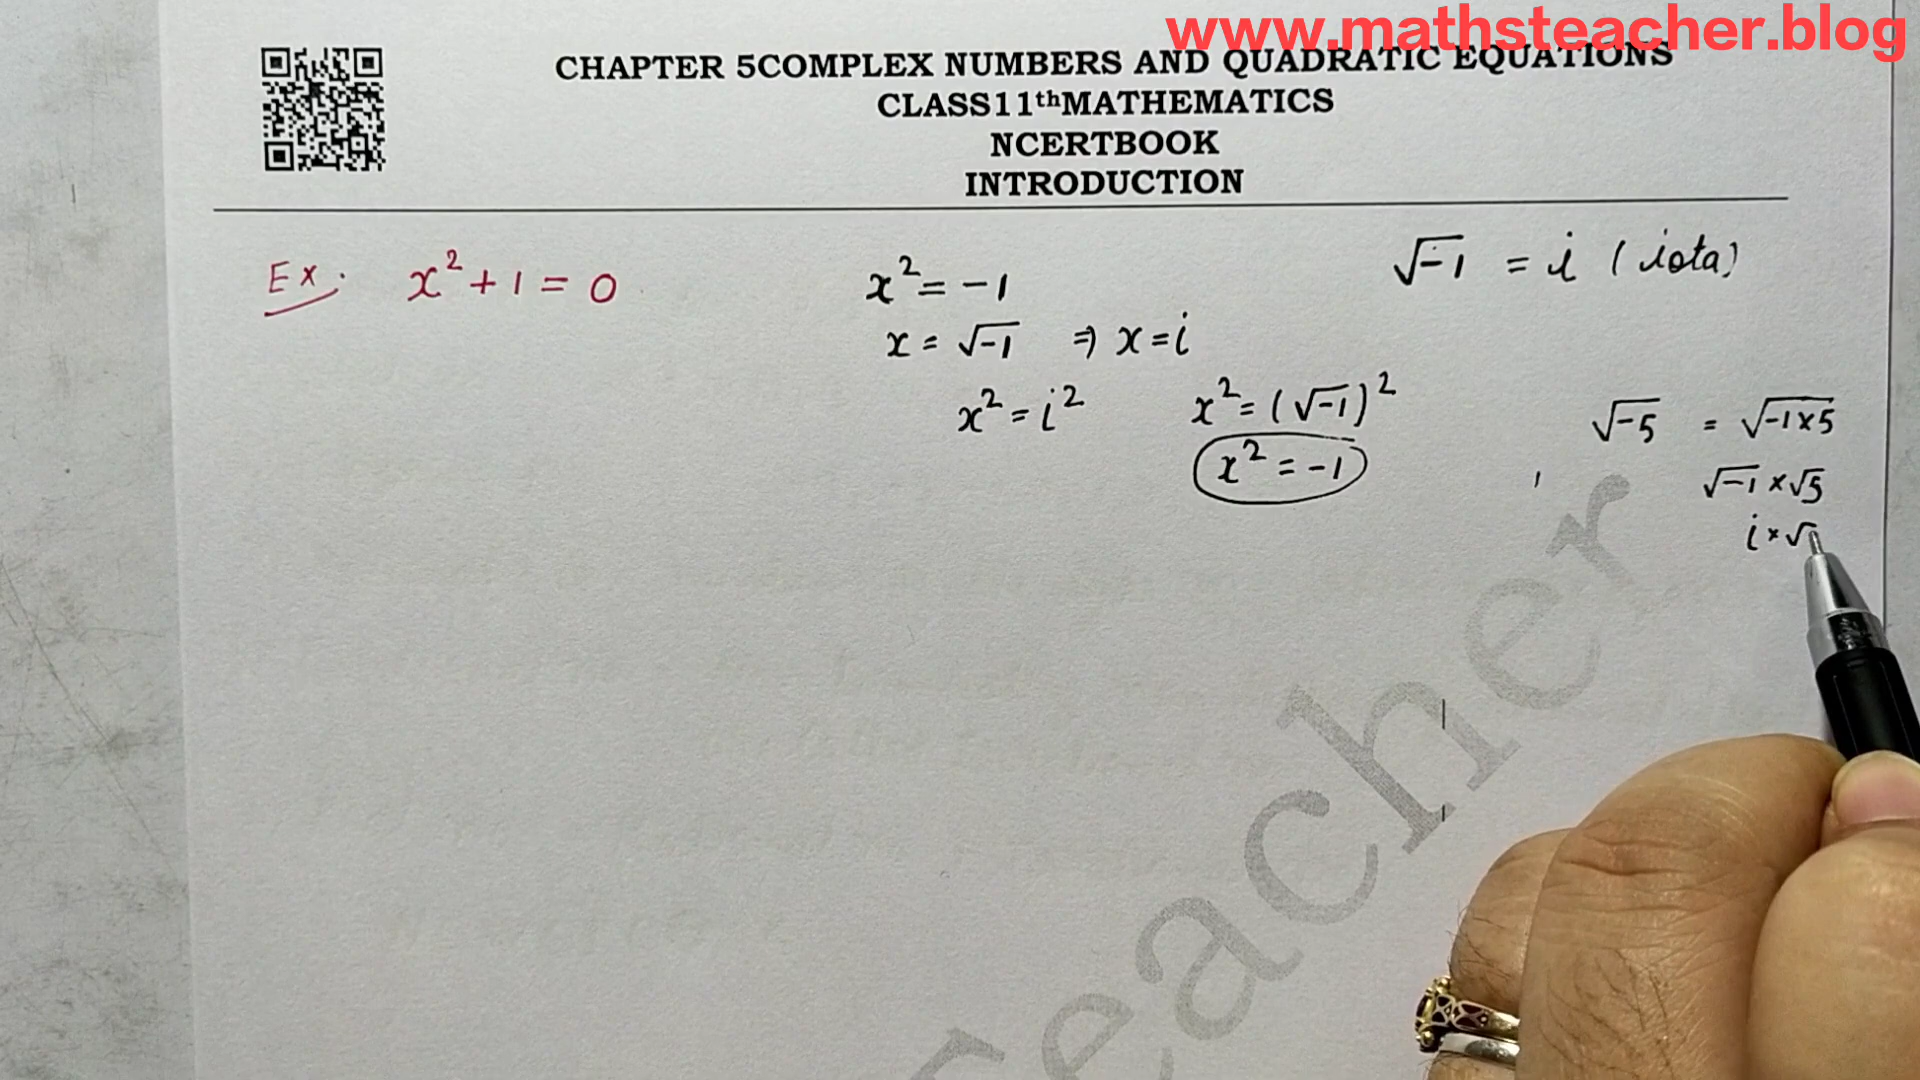 www.mathsteacher.blog
CHAPTER 5COMPLEX NUMBERS AND QUADRATIC EQUATIONS
CLASS11ᵗʰMATHEMATICS
NCERTBOOK
INTRODUCTION
Ex. x² + 1 = 0
x² = -1
x = √-1 ⇒ x = i
x² = i² x² = (√-1)²
x² = -1
√-1 = i (iota)
√-5 = √-1×5
√-1 × √5
i × √
eacher